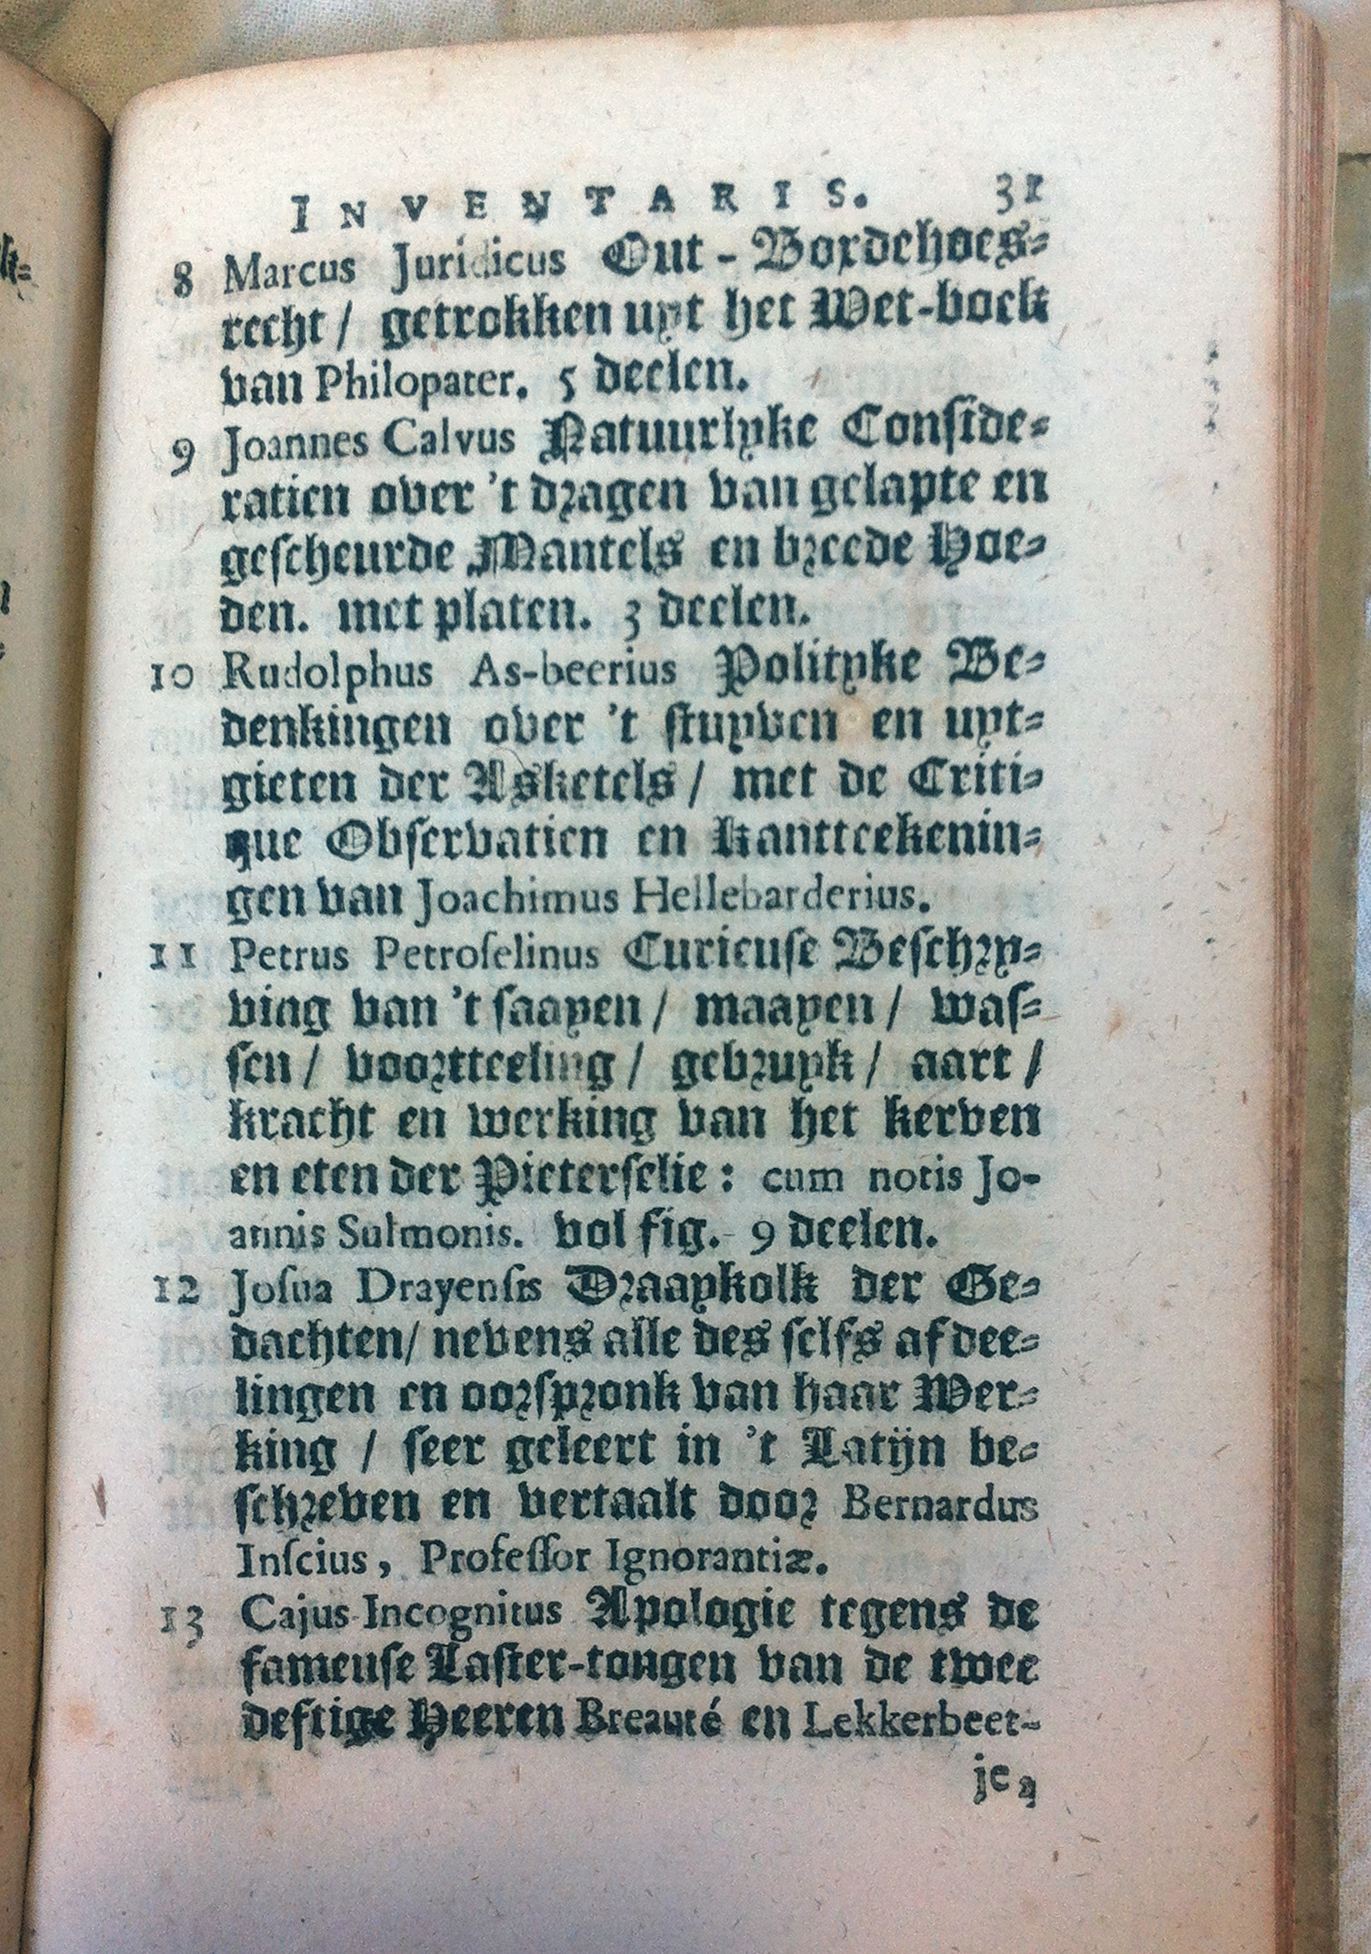 INVENTARIS. 31
8 Marcus Juridicus Out-Bordehoes-
recht / getrokken uyt het Wet-boek
van Philopater. 5 deelen.
9 Joannes Calvus Natuurlyke Conside-
ratien over 't dragen van gelapte en
gescheurde Mantels en breede Hoe-
den. met platen. 3 deelen.
10 Rudolphus As-beerius Polityke Be-
denkingen over 't stuyven en uyt-
gieten der Asketels / met de Criti-
que Observatien en Kantteekenin-
gen van Joachimus Hellebarderius.
11 Petrus Petroſelinus Curieuſe Beſchry-
ving van 't saayen / maayen / waſ-
ſen / voortteeling / gebruyk / aart /
kracht en werking van het kerven
en eten der Pieterſelie : cum notis Jo-
annis Sulmonis. vol fig. 9 deelen.
12 Joſua Drayenſis Draaykolk der Ge-
dachten / nevens alle des ſelfs afdee-
lingen en oorſpronk van haar Wer-
king / ſeer geleert in 't Latijn be-
ſchreven en vertaalt door Bernardus
Inſcius, Profeſſor Ignorantiæ.
13 Cajus Incognitus Apologie tegens de
fameuſe Laſter-tongen van de twee
deftige Heeren Breauté en Lekkerbeet-
je,